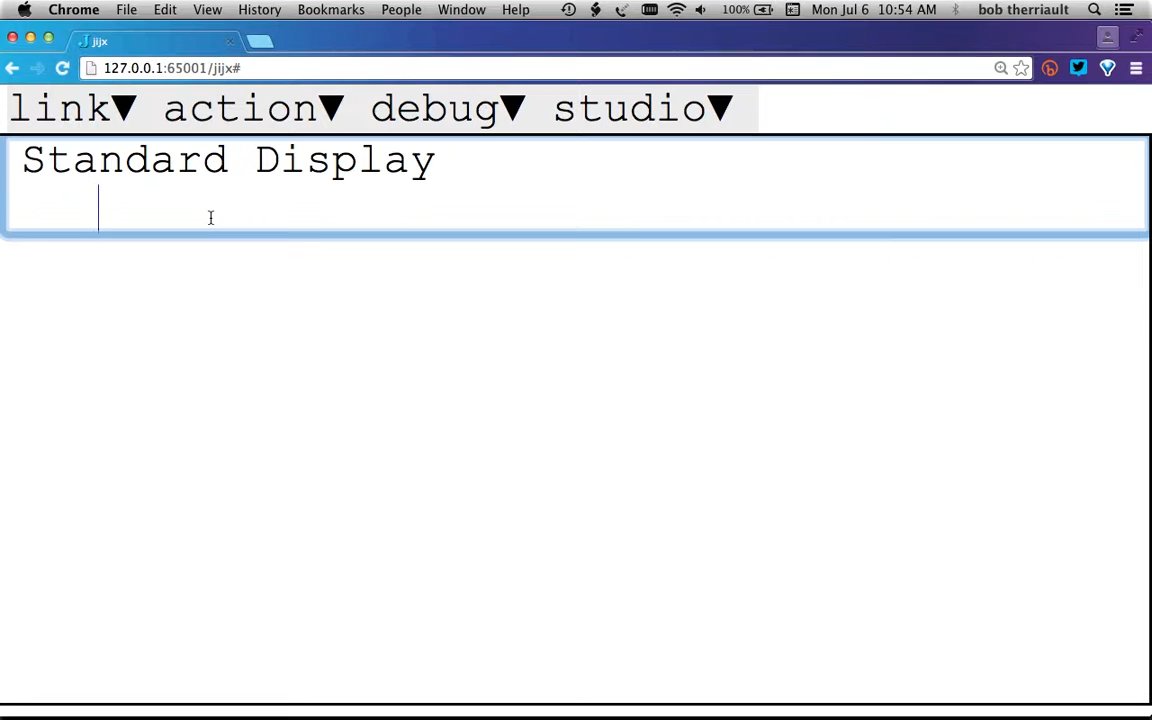 Chrome File Edit View History Bookmarks People Window Help 100% Mon Jul 6 10:54 AM bob therriault
jijx
127.0.0.1:65001/jijx#
link▼ action▼ debug▼ studio▼
Standard Display